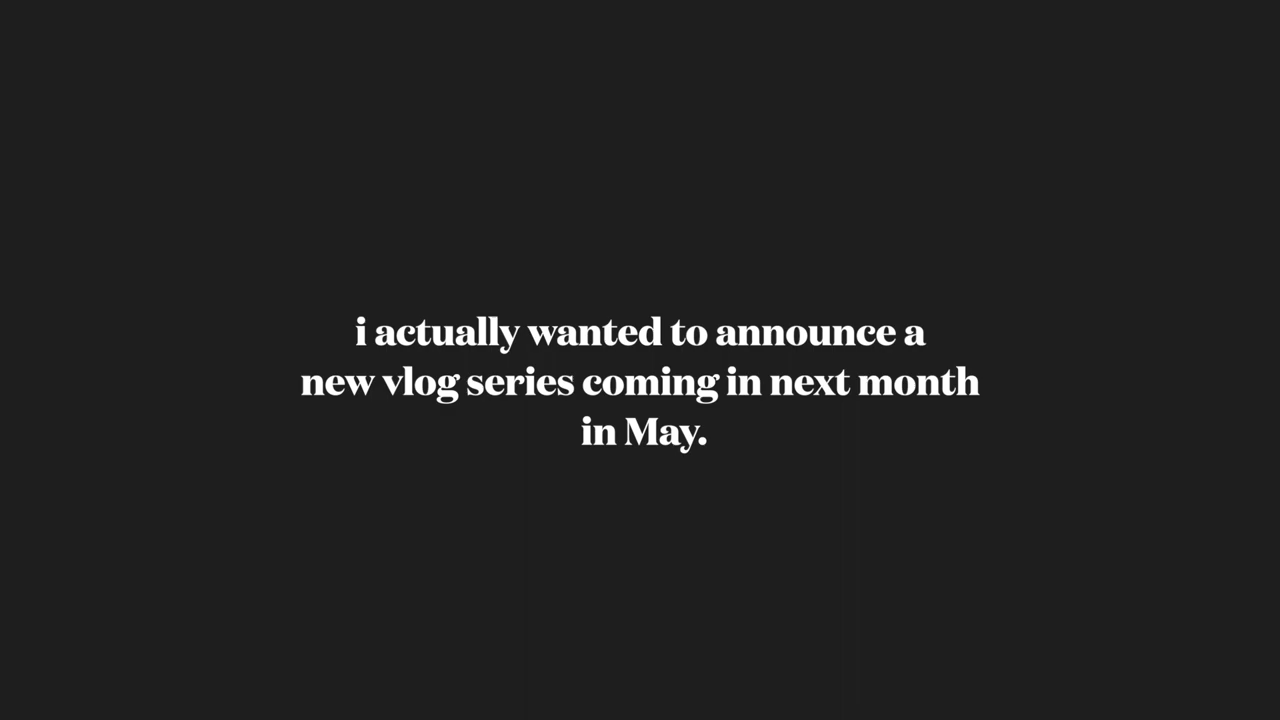 i actually wanted to announce a
new vlog series coming in next month
in May.